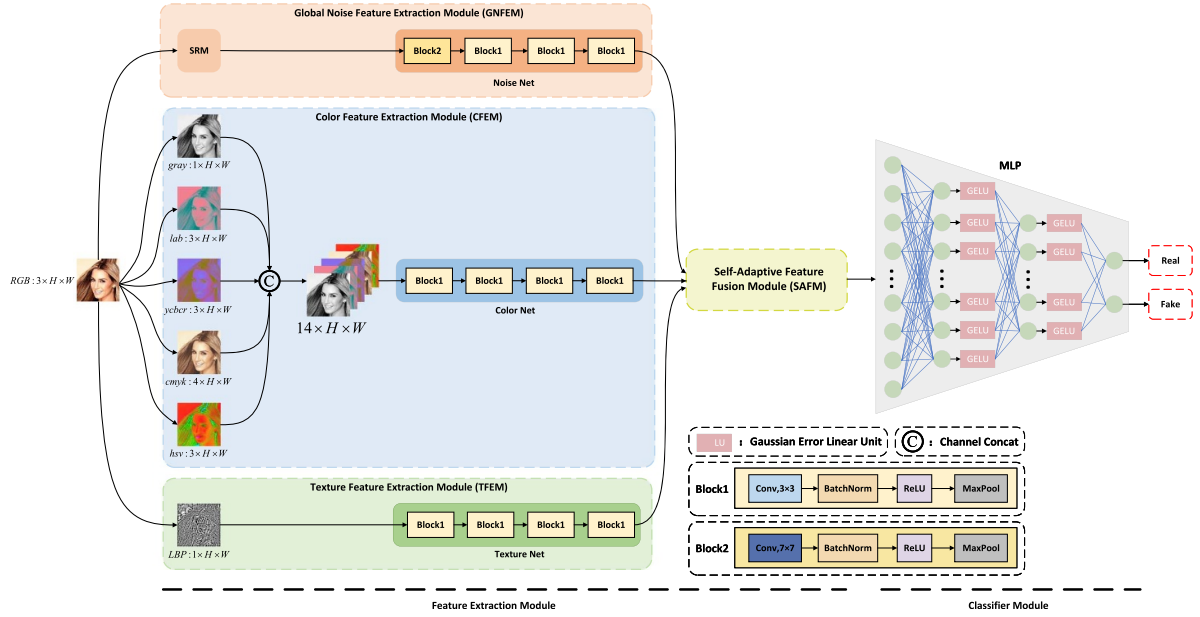 Global Noise Feature Extraction Module (GNFEM)
SRM
Block2
Block1
Block1
Block1
Noise Net
Color Feature Extraction Module (CFEM)
gray : 1×H×W
lab : 3×H×W
RGB : 3×H×W
ycbcr : 3×H×W
C
14×H×W
Block1
Block1
Block1
Block1
Color Net
cmyk : 4×H×W
hsv : 3×H×W
Texture Feature Extraction Module (TFEM)
LBP : 1×H×W
Block1
Block1
Block1
Block1
Texture Net
Self-Adaptive Feature
Fusion Module (SAFM)
MLP
GELU
GELU
GELU
GELU
GELU
GELU
GELU
GELU
GELU
GELU
Real
Fake
LU : Gaussian Error Linear Unit
C : Channel Concat
Block1
Conv,3×3
BatchNorm
ReLU
MaxPool
Block2
Conv,7×7
BatchNorm
ReLU
MaxPool
Feature Extraction Module
Classifier Module